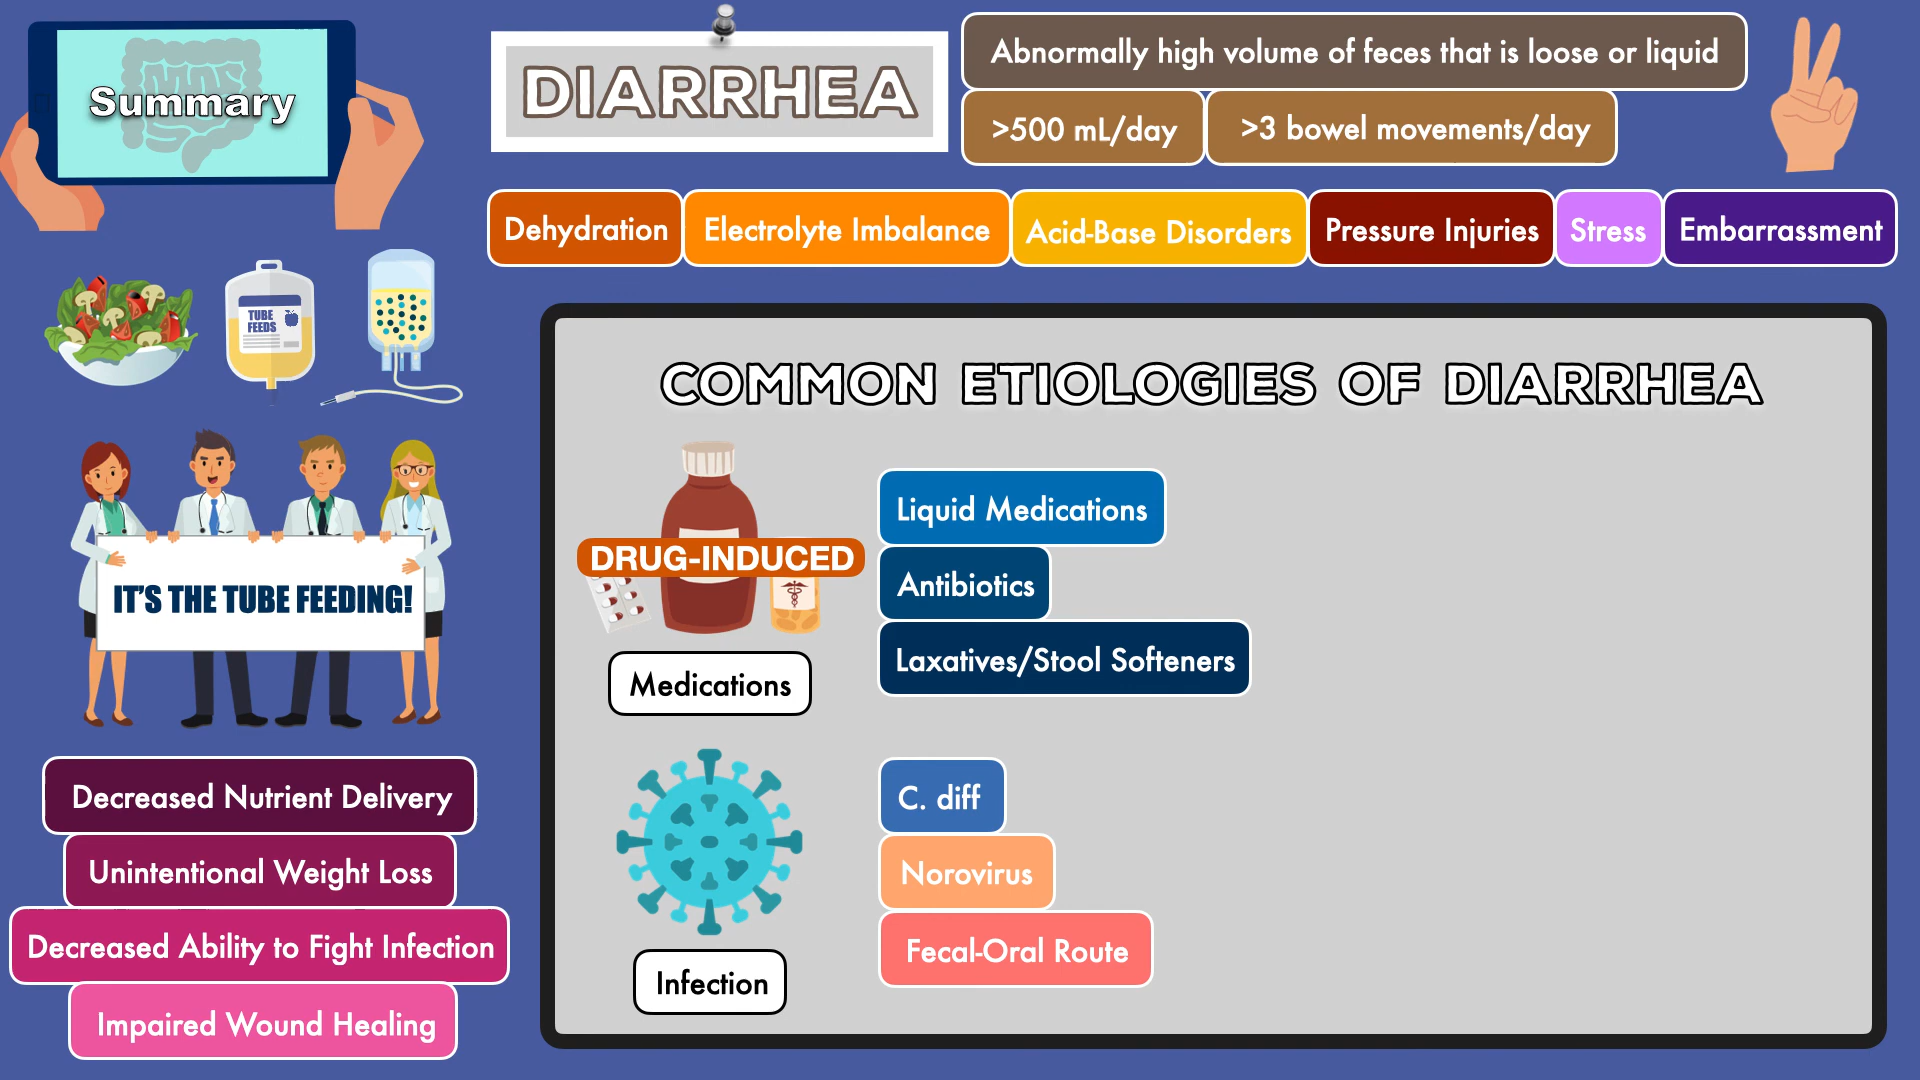 Summary
DIARRHEA
Abnormally high volume of feces that is loose or liquid
>500 mL/day
>3 bowel movements/day
Dehydration
Electrolyte Imbalance
Acid-Base Disorders
Pressure Injuries
Stress
Embarrassment
TUBE
FEEDS
IT'S THE TUBE FEEDING!
Decreased Nutrient Delivery
Unintentional Weight Loss
Decreased Ability to Fight Infection
Impaired Wound Healing
COMMON ETIOLOGIES OF DIARRHEA
DRUG-INDUCED
Medications
Liquid Medications
Antibiotics
Laxatives/Stool Softeners
Infection
C. diff
Norovirus
Fecal-Oral Route